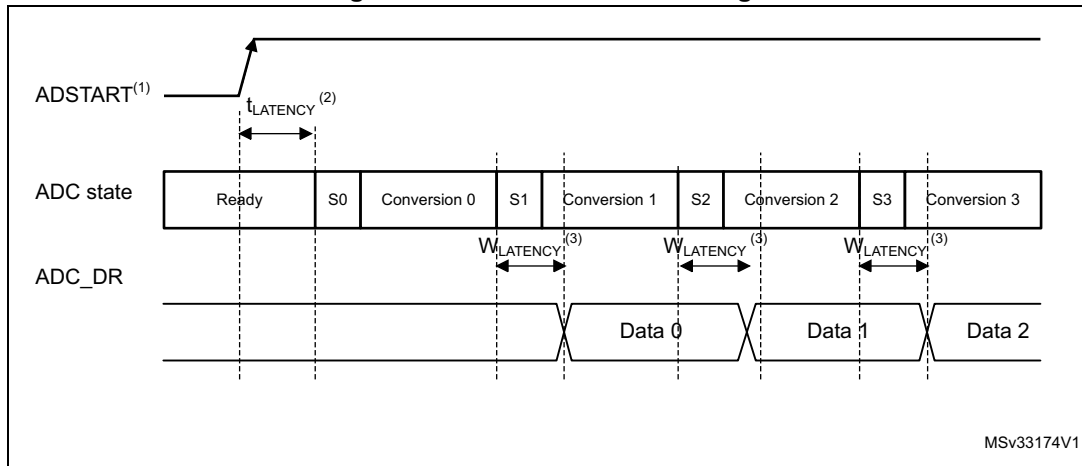 ADSTART(1)
tLATENCY(2)
ADC state
Ready S0 Conversion 0 S1 Conversion 1 S2 Conversion 2 S3 Conversion 3
WLATENCY(3) WLATENCY(3) WLATENCY(3)
ADC_DR
Data 0 Data 1 Data 2
MSv33174V1